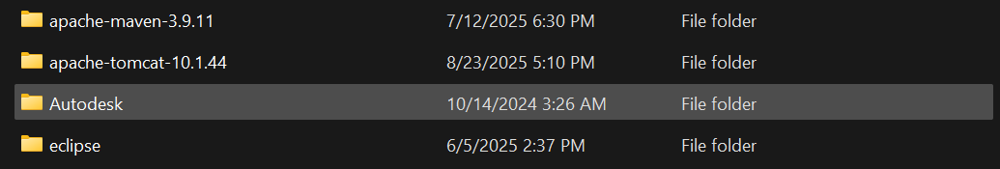 apache-maven-3.9.11 7/12/2025 6:30 PM File folder
apache-tomcat-10.1.44 8/23/2025 5:10 PM File folder
Autodesk 10/14/2024 3:26 AM File folder
eclipse 6/5/2025 2:37 PM File folder